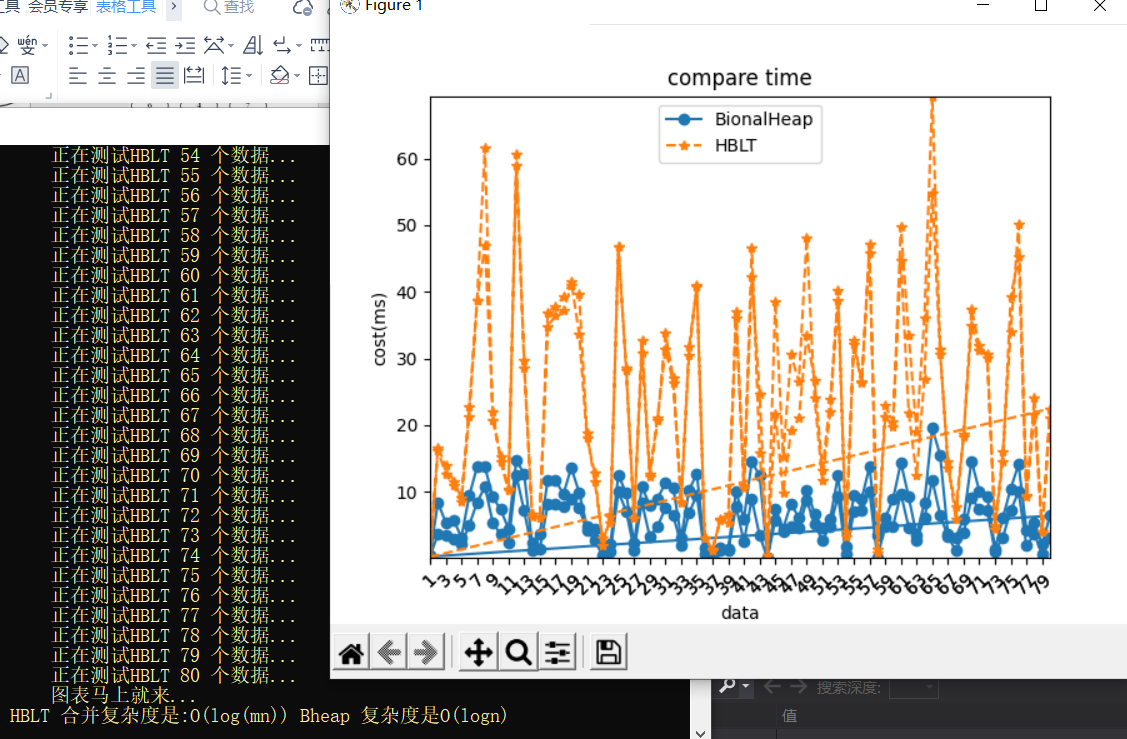 工具 会员专享 表格工具 > 查找
wén
A
Figure 1
正在测试HBLT 54 个数据...
正在测试HBLT 55 个数据...
正在测试HBLT 56 个数据...
正在测试HBLT 57 个数据...
正在测试HBLT 58 个数据...
正在测试HBLT 59 个数据...
正在测试HBLT 60 个数据...
正在测试HBLT 61 个数据...
正在测试HBLT 62 个数据...
正在测试HBLT 63 个数据...
正在测试HBLT 64 个数据...
正在测试HBLT 65 个数据...
正在测试HBLT 66 个数据...
正在测试HBLT 67 个数据...
正在测试HBLT 68 个数据...
正在测试HBLT 69 个数据...
正在测试HBLT 70 个数据...
正在测试HBLT 71 个数据...
正在测试HBLT 72 个数据...
正在测试HBLT 73 个数据...
正在测试HBLT 74 个数据...
正在测试HBLT 75 个数据...
正在测试HBLT 76 个数据...
正在测试HBLT 77 个数据...
正在测试HBLT 78 个数据...
正在测试HBLT 79 个数据...
正在测试HBLT 80 个数据...
图表马上就来...
HBLT 合并复杂度是:O(log(mn)) Bheap 复杂度是O(logn)
compare time
BionalHeap
HBLT
60
50
40
30
20
10
cost(ms)
1 3 5 7 9 11 13 15 17 19 21 23 25 27 29 31 33 35 37 39 41 43 45 47 49 51 53 55 57 59 61 63 65 67 69 71 73 75 77 79
data
搜索深度:
值